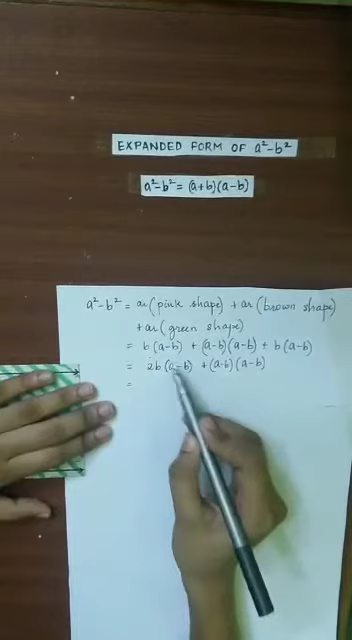 EXPANDED FORM OF a²-b²
a²-b² = (a+b)(a-b)
a²-b² = ar(pink shape) + ar(brown shape)
+ar(green shape)
= b(a-b) + (a-b)(a-b) + b(a-b)
= 2b(a-b) + (a-b)(a-b)
=